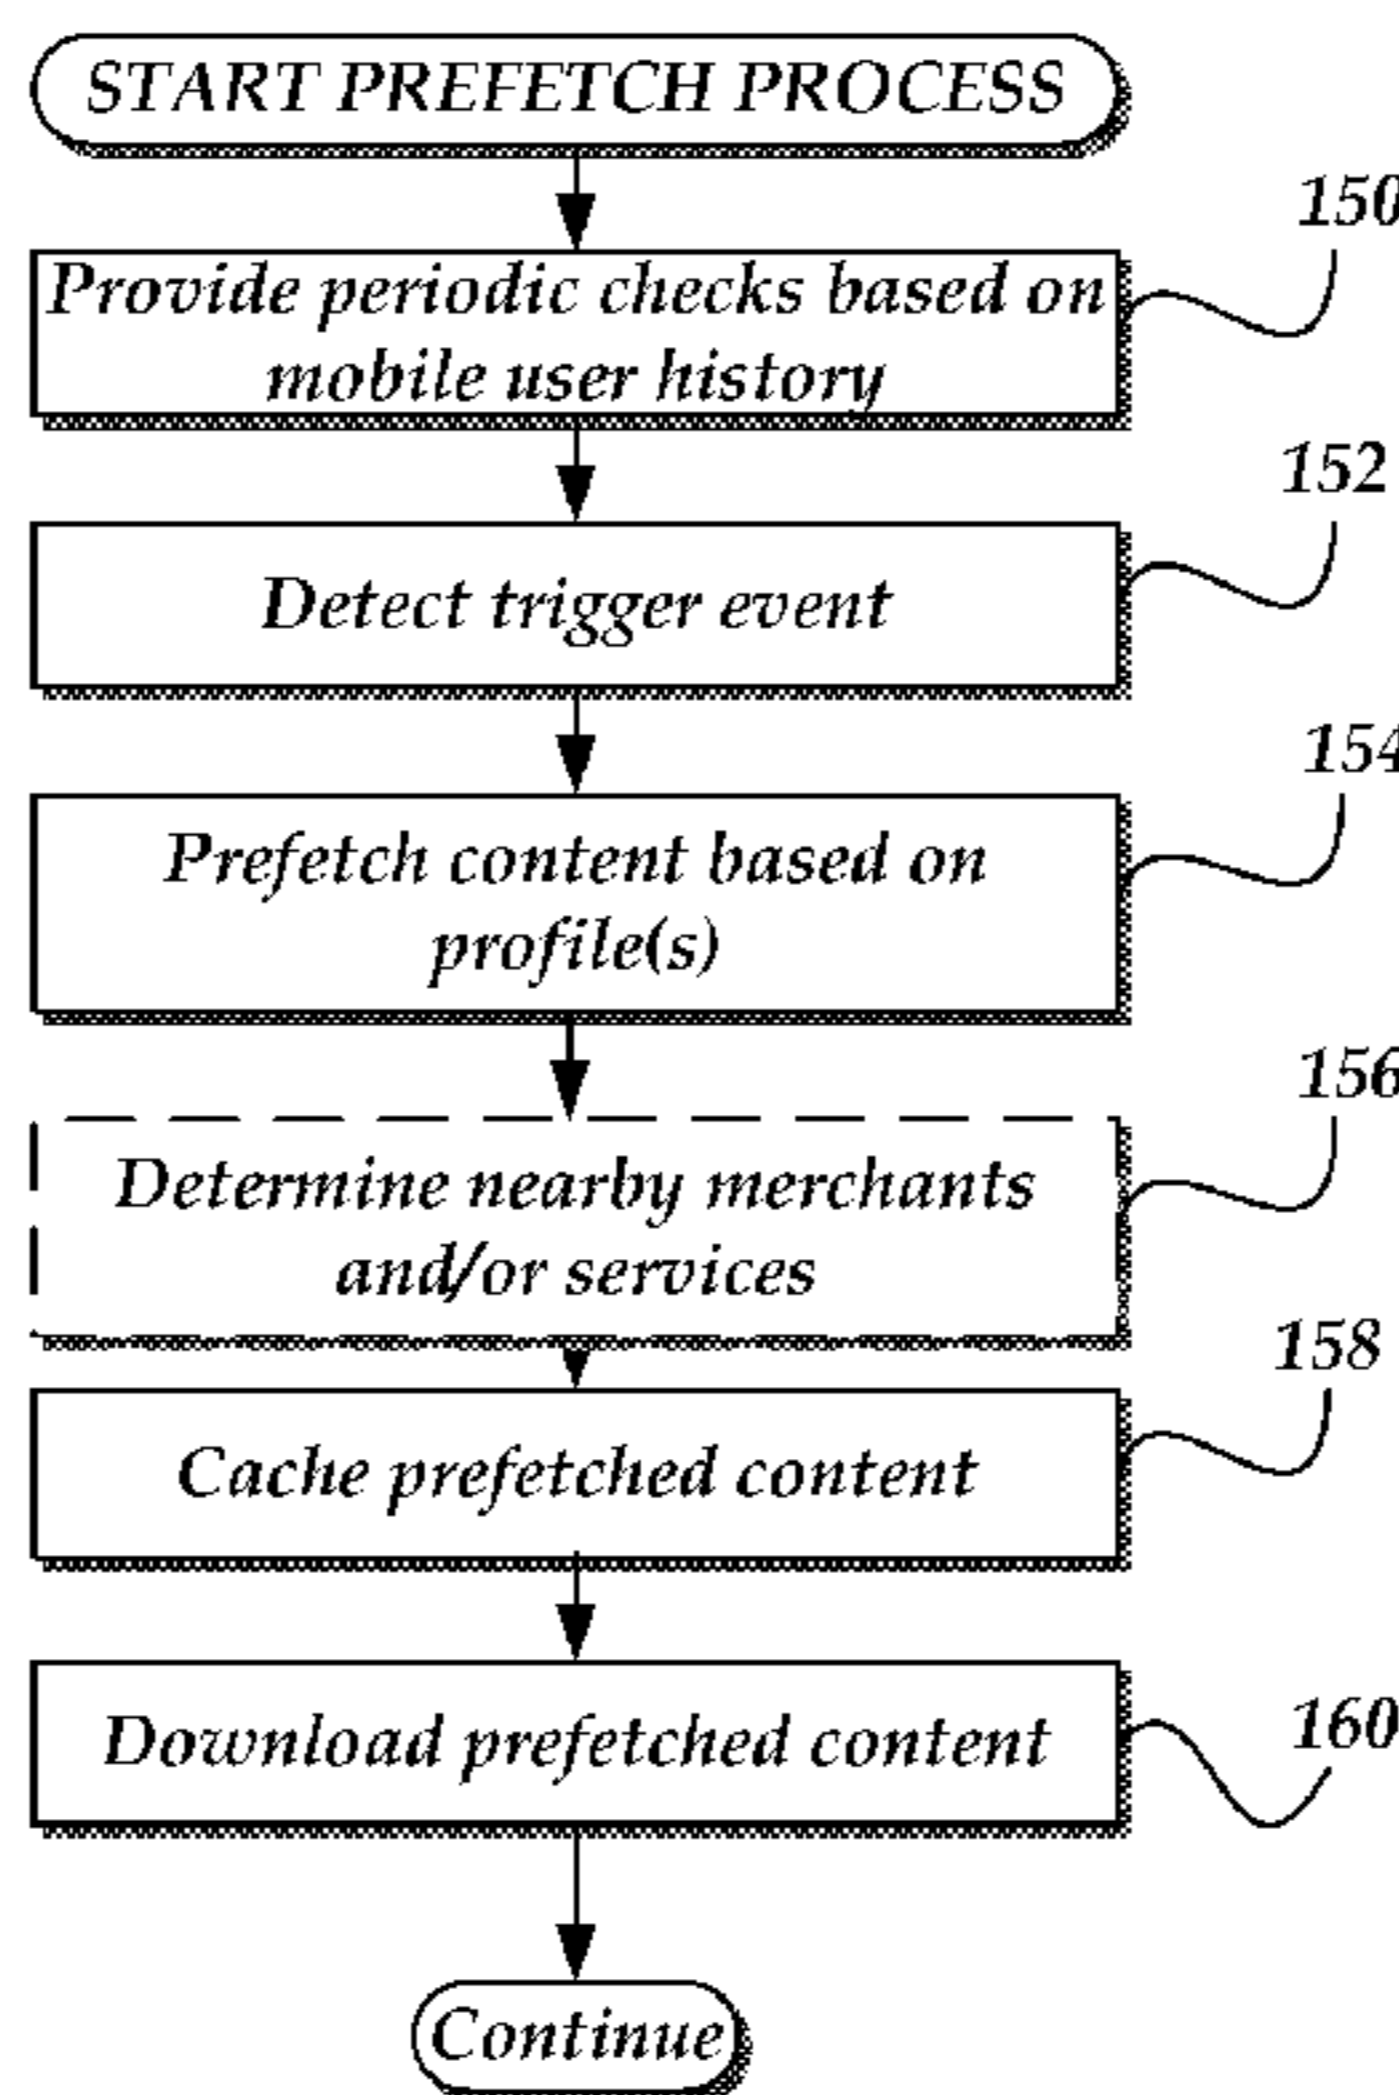 START PREFETCH PROCESS
150
Provide periodic checks based on
mobile user history
152
Detect trigger event
154
Prefetch content based on
profile(s)
156
Determine nearby merchants
and/or services
158
Cache prefetched content
160
Download prefetched content
Continue